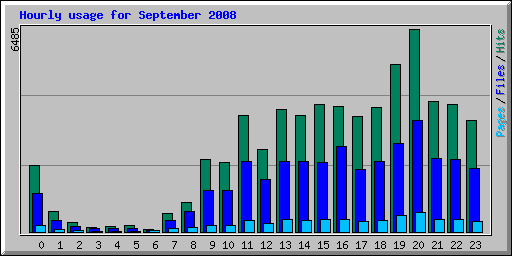 Hourly usage for September 2008
6485
Pages / Files / Hits
0 1 2 3 4 5 6 7 8 9 10 11 12 13 14 15 16 17 18 19 20 21 22 23